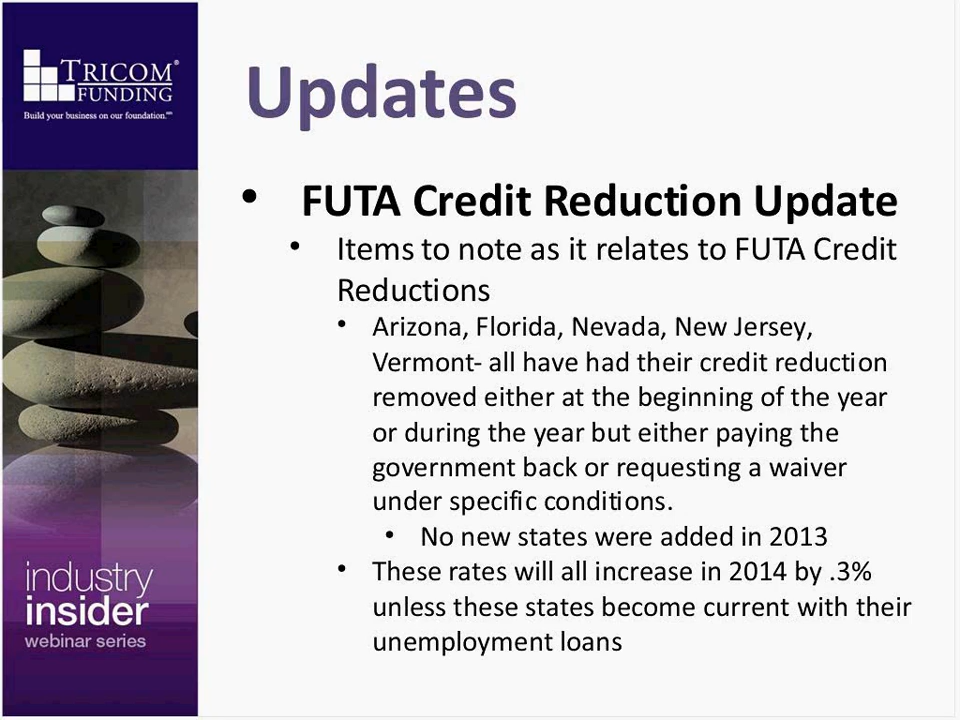 TRICOM®
FUNDING
Build your business on our foundation.℠
Updates
• FUTA Credit Reduction Update
• Items to note as it relates to FUTA Credit
Reductions
• Arizona, Florida, Nevada, New Jersey,
Vermont- all have had their credit reduction
removed either at the beginning of the year
or during the year but either paying the
government back or requesting a waiver
under specific conditions.
• No new states were added in 2013
• These rates will all increase in 2014 by .3%
unless these states become current with their
unemployment loans
industry
insider
webinar series